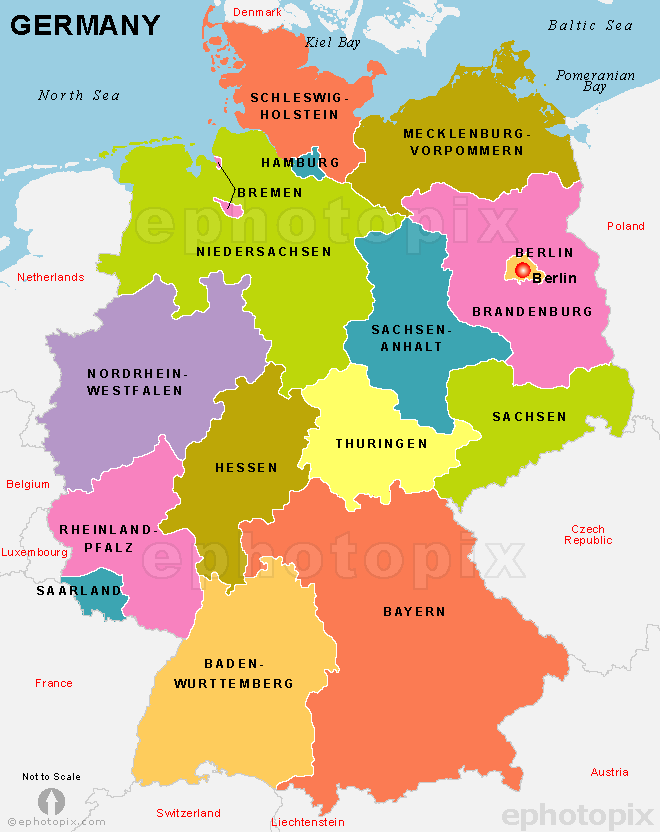 GERMANY
Denmark
Kiel Bay
Baltic Sea
Pomeranian
Bay
North Sea
SCHLESWIG-
HOLSTEIN
MECKLENBURG-
VORPOMMERN
HAMBURG
BREMEN
ephotopix
Poland
NIEDERSACHSEN
BERLIN
Berlin
Netherlands
BRANDENBURG
SACHSEN-
ANHALT
NORDRHEIN-
WESTFALEN
SACHSEN
THURINGEN
HESSEN
Belgium
RHEINLAND-
PFALZ
Czech
Republic
Luxembourg
ephotopix
SAARLAND
BAYERN
BADEN-
WURTTEMBERG
France
Not to Scale
Austria
Switzerland
©ephotopix.com
Liechtenstein
ephotopix